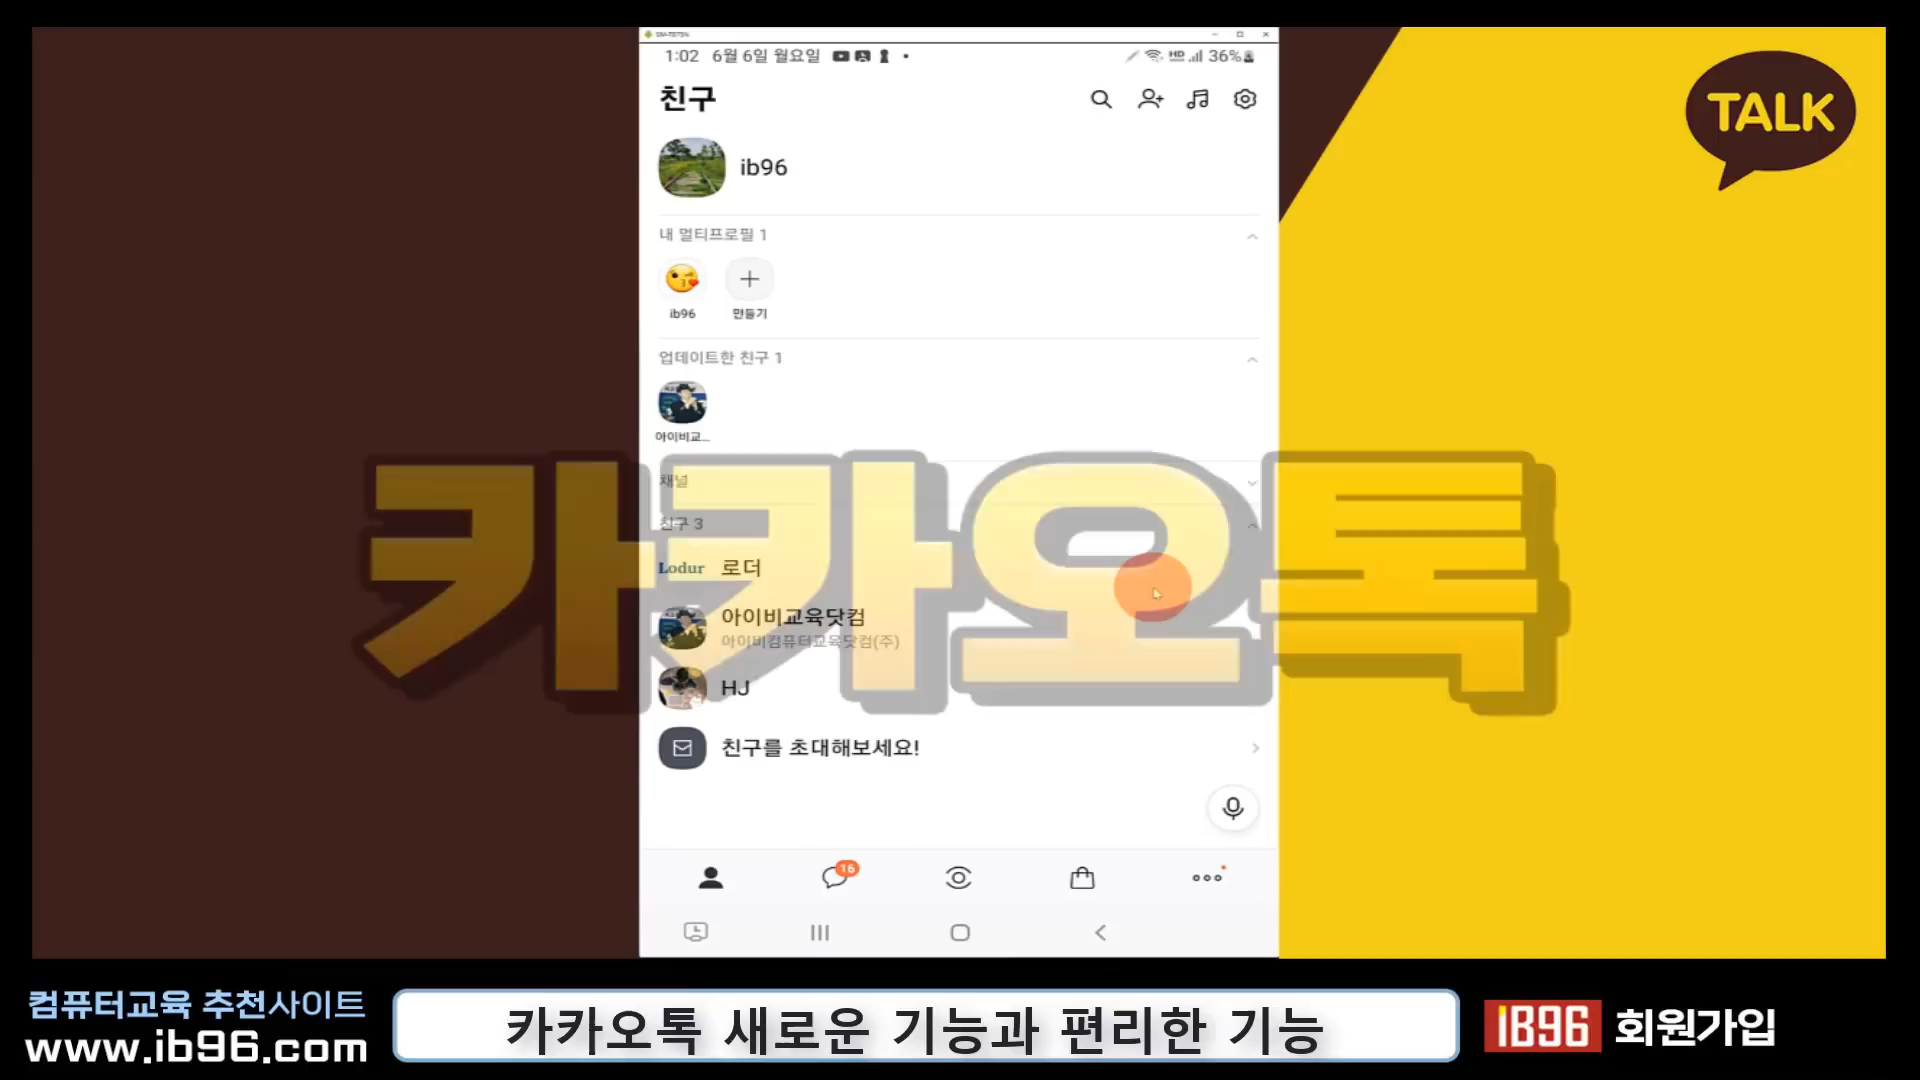 SM-T875N
1:02 6월 6일 월요일
HD 36%
친구
TALK
ib96
내 멀티프로필 1
ib96 만들기
업데이트한 친구 1
아이비교...
채널
친구 3
Lodur 로더
아이비교육닷컴
아이비컴퓨터교육닷컴(주)
HJ
친구를 초대해보세요!
카카오톡
16
컴퓨터교육 추천사이트
www.ib96.com
카카오톡 새로운 기능과 편리한 기능
IB96 회원가입